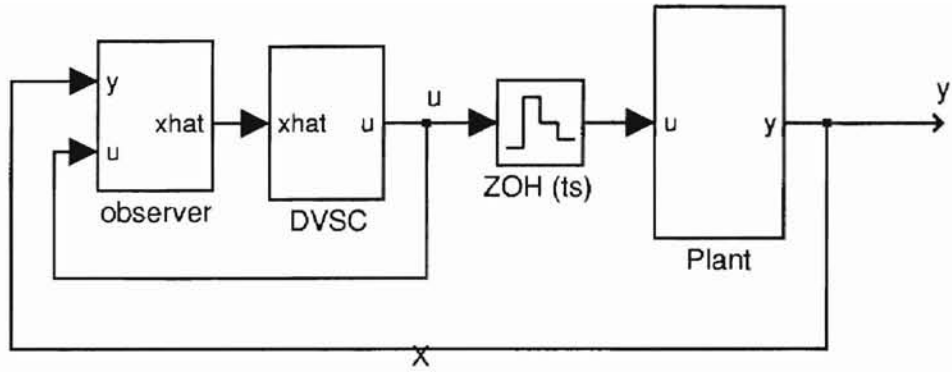 y
u
xhat
observer
xhat
u
DVSC
u
ZOH (ts)
u
y
Plant
y
X